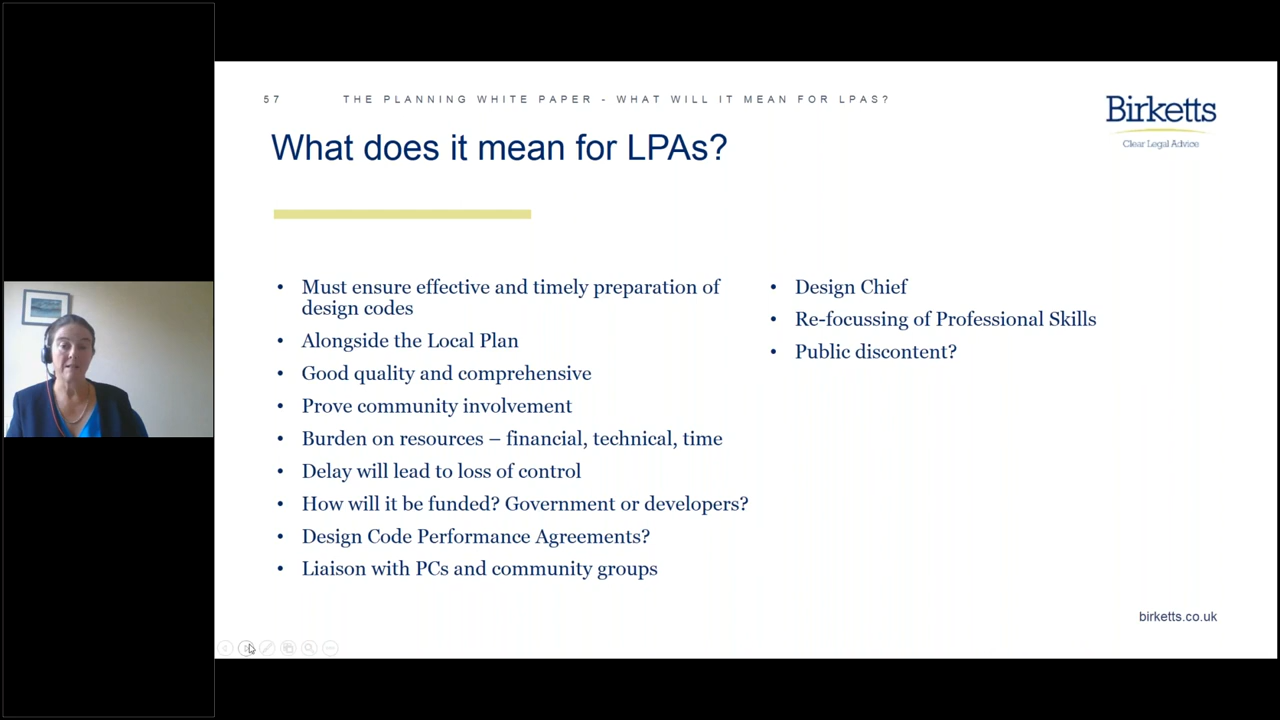 57 THE PLANNING WHITE PAPER - WHAT WILL IT MEAN FOR LPAS?
Birketts
Clear Legal Advice
What does it mean for LPAs?
• Must ensure effective and timely preparation of
design codes
• Alongside the Local Plan
• Good quality and comprehensive
• Prove community involvement
• Burden on resources – financial, technical, time
• Delay will lead to loss of control
• How will it be funded? Government or developers?
• Design Code Performance Agreements?
• Liaison with PCs and community groups
• Design Chief
• Re-focussing of Professional Skills
• Public discontent?
birketts.co.uk